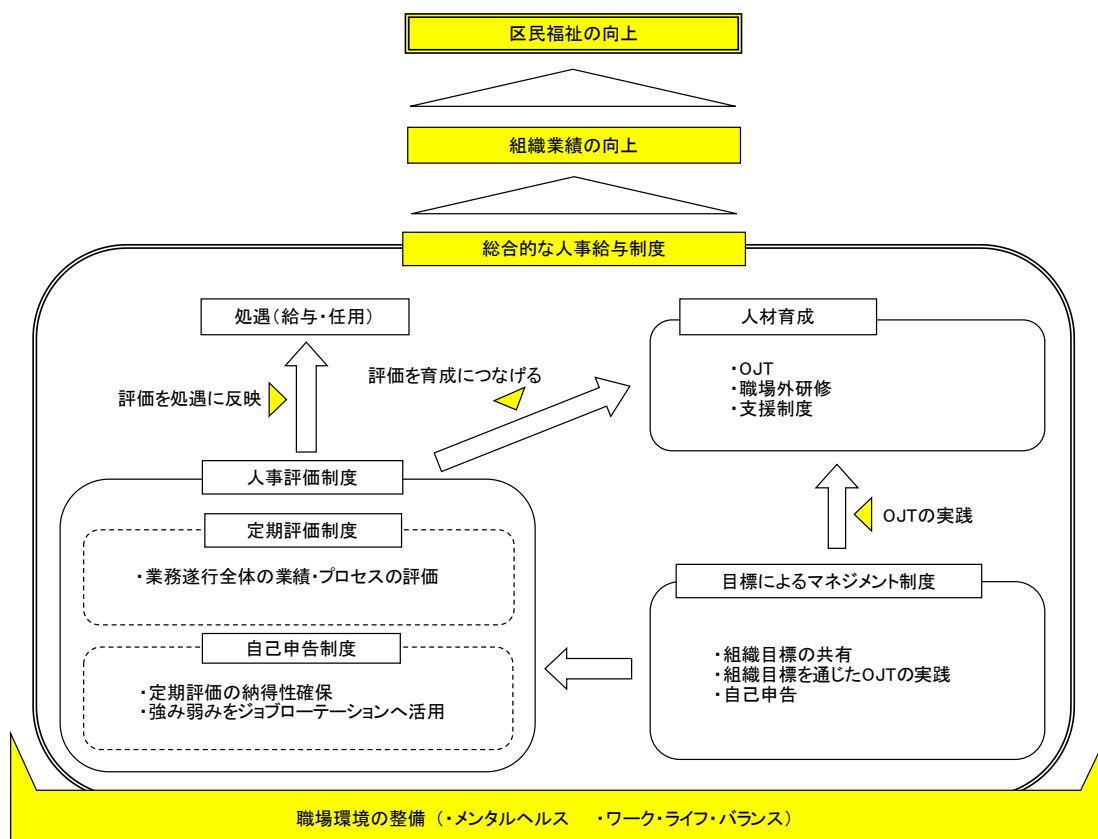 区民福祉の向上
組織業績の向上
総合的な人事給与制度
処遇(給与・任用)
人材育成
・OJT
・職場外研修
・支援制度
評価を処遇に反映
評価を育成につなげる
人事評価制度
定期評価制度
・業務遂行全体の業績・プロセスの評価
OJTの実践
目標によるマネジメント制度
・組織目標の共有
・組織目標を通じたOJTの実践
・自己申告
自己申告制度
・定期評価の納得性確保
・強み弱みをジョブローテーションへ活用
職場環境の整備 (・メンタルヘルス ・ワーク・ライフ・バランス)